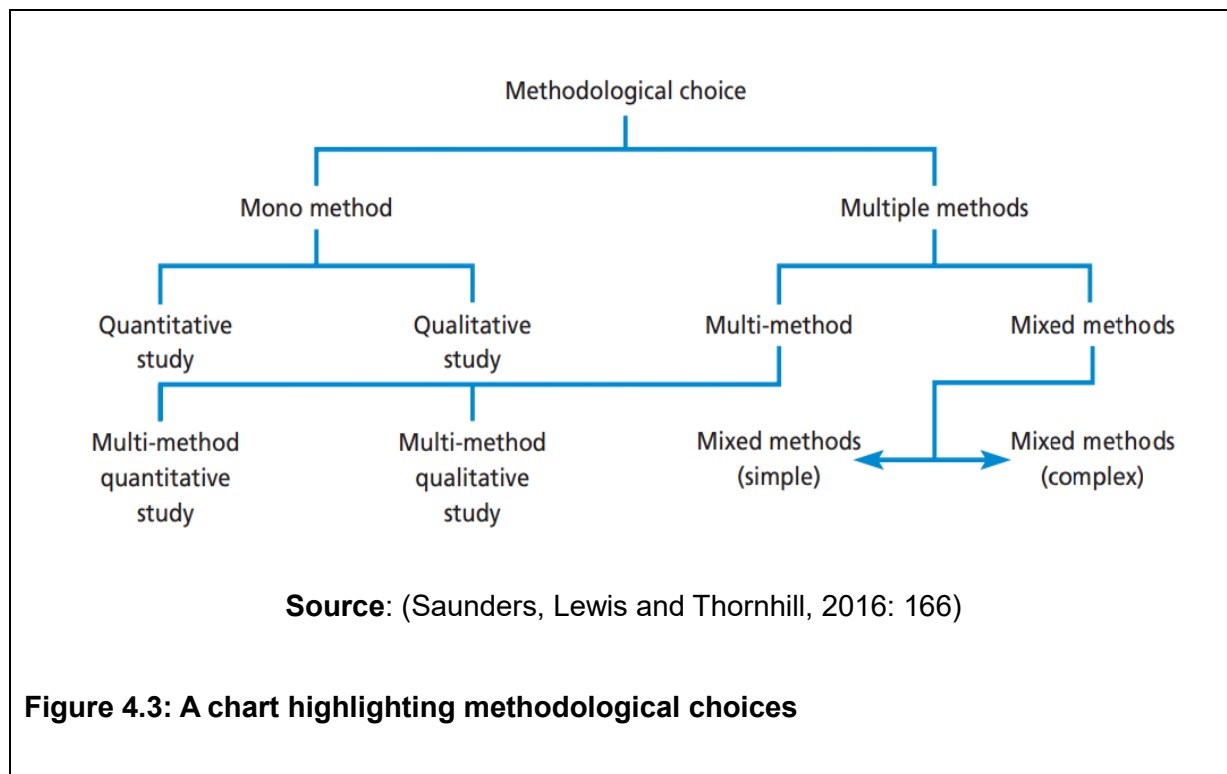 Methodological choice
Mono method
Multiple methods
Quantitative
study
Qualitative
study
Multi-method
Mixed methods
Multi-method
quantitative
study
Multi-method
qualitative
study
Mixed methods
(simple)
Mixed methods
(complex)
Source: (Saunders, Lewis and Thornhill, 2016: 166)
Figure 4.3: A chart highlighting methodological choices